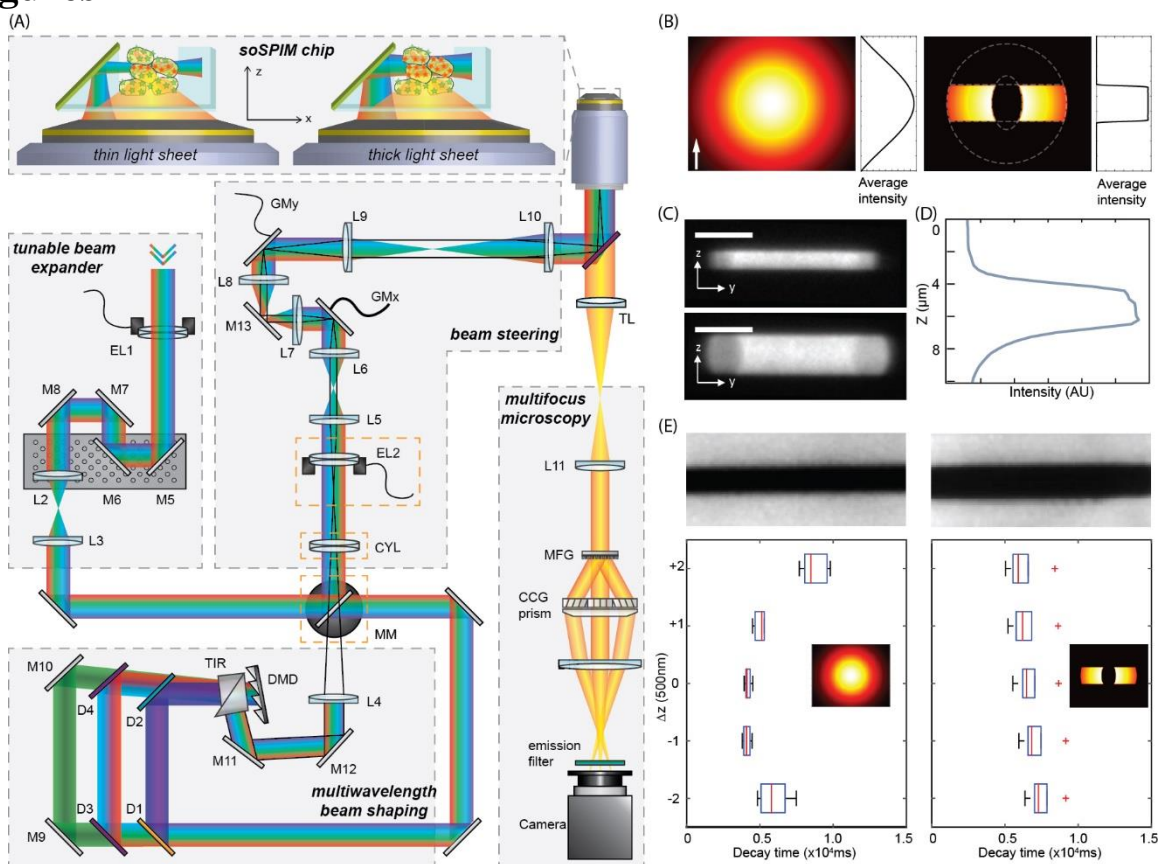 (A)
soSPIM chip
z
x
thin light sheet
thick light sheet
GMy
L9
L10
tunable beam
expander
L8
M13
L7
GMx
beam steering
TL
EL1
L6
M8
M7
L5
multifocus
microscopy
EL2
L11
L2
M6
M5
L3
CYL
MFG
CCG
prism
MM
M10
TIR
DMD
D4
D2
L4
M11
M12
emission
filter
D3
D1
multiwavelength
beam shaping
M9
Camera
(B)
Average
intensity
Average
intensity
(C)
z
y
z
y
(D)
0
4
8
Z (µm)
Intensity (AU)
(E)
+2
+1
0
-1
-2
Δz (500nm)
0.5
1.0
1.5
Decay time (x10⁴ms)
0.5
1.0
1.5
Decay time (x10⁴ms)